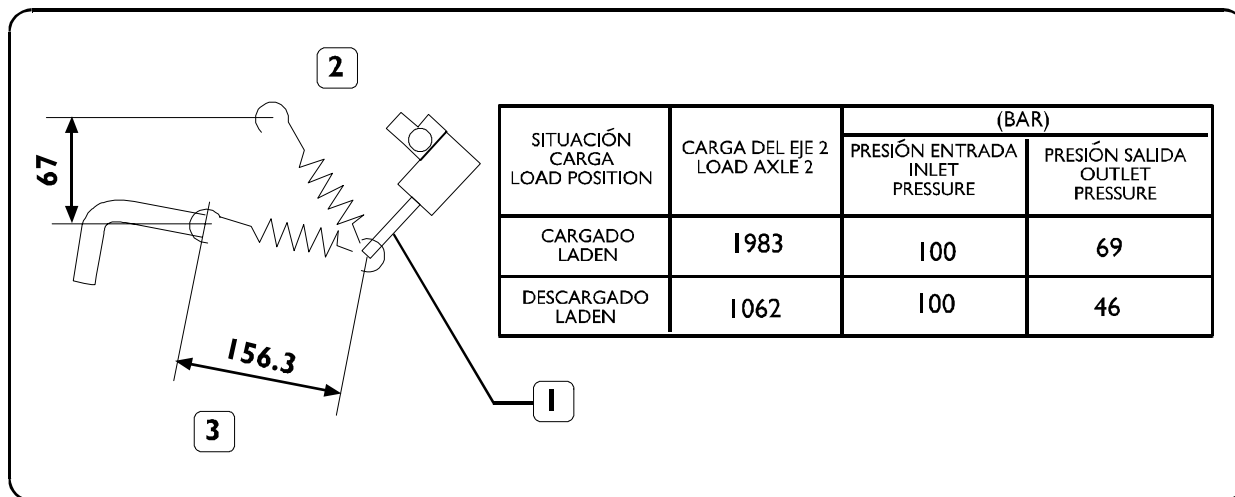 2
67
156.3
3
1
SITUACIÓN
CARGA
LOAD POSITION
CARGA DEL EJE 2
LOAD AXLE 2
(BAR)
PRESIÓN ENTRADA
INLET
PRESSURE
PRESIÓN SALIDA
OUTLET
PRESSURE
CARGADO
LADEN
1983
100
69
DESCARGADO
LADEN
1062
100
46